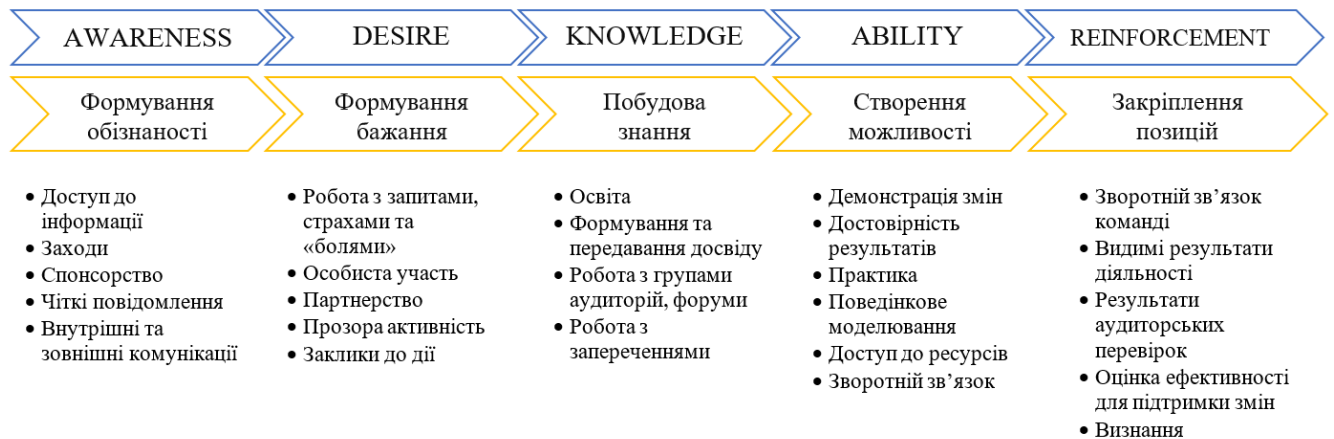 AWARENESS
DESIRE
KNOWLEDGE
ABILITY
REINFORCEMENT
Формування
обізнаності
Формування
бажання
Побудова
знання
Створення
можливості
Закріплення
позицій
• Доступ до
інформації
• Заходи
• Спонсорство
• Чіткі повідомлення
• Внутрішні та
зовнішні комунікації
• Робота з запитами,
страхами та
«болями»
• Особиста участь
• Партнерство
• Прозора активність
• Заклики до дії
• Освіта
• Формування та
передавання досвіду
• Робота з групами
аудиторій, форуми
• Робота з
запереченнями
• Демонстрація змін
• Достовірність
результатів
• Практика
• Поведінкове
моделювання
• Доступ до ресурсів
• Зворотній зв’язок
• Зворотній зв’язок
команді
• Видимі результати
діяльності
• Результати
аудиторських
перевірок
• Оцінка ефективності
для підтримки змін
• Визнання